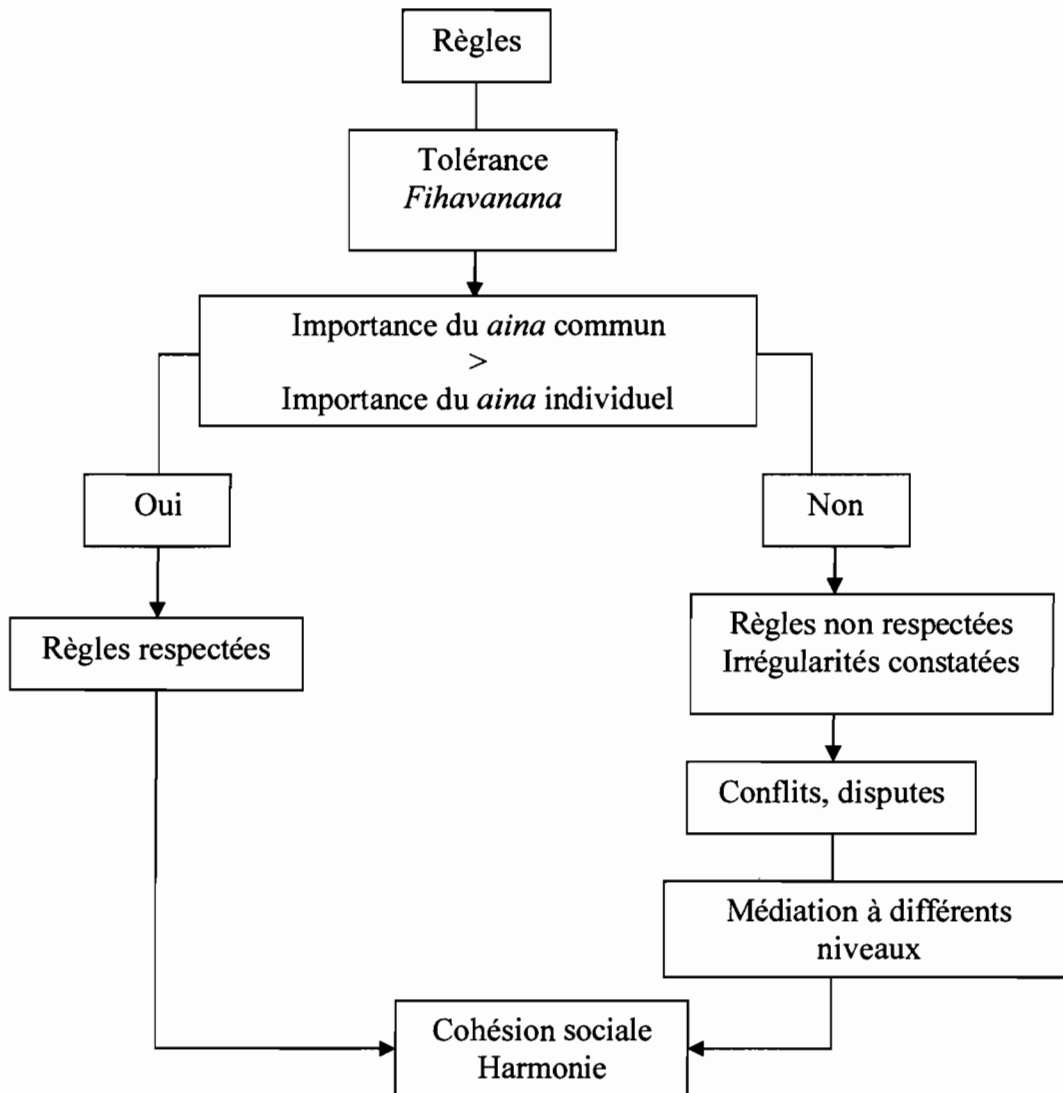 Règles
Tolérance
Fihavanana
Importance du aina commun
>
Importance du aina individuel
Oui
Non
Règles respectées
Règles non respectées
Irrégularités constatées
Conflits, disputes
Médiation à différents
niveaux
Cohésion sociale
Harmonie